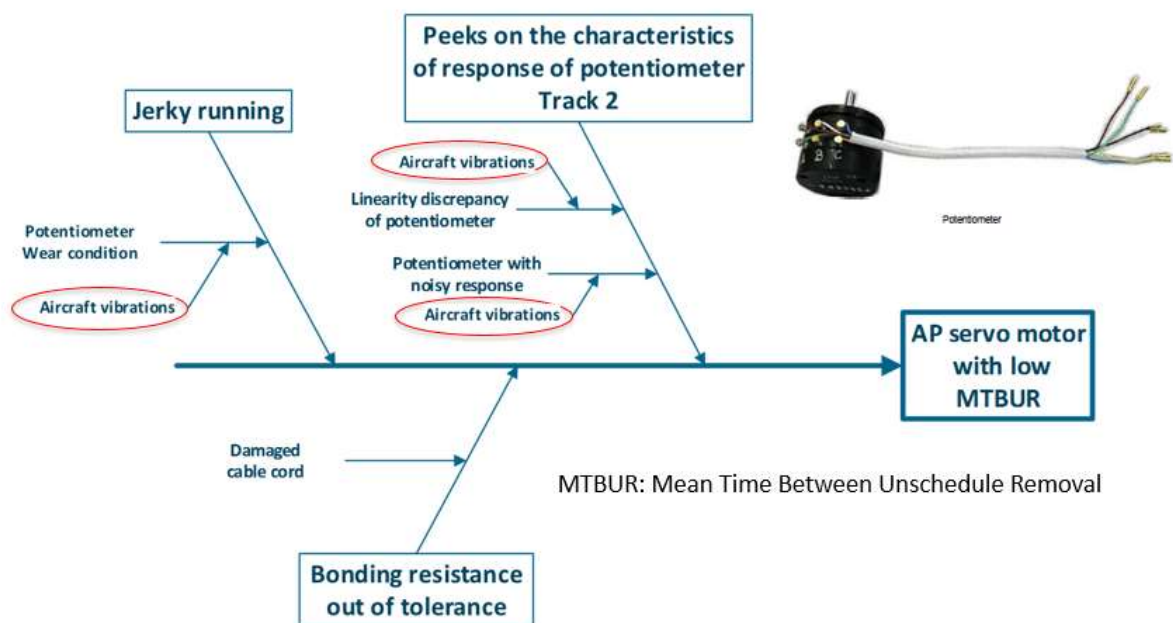 Peeks on the characteristics
of response of potentiometer
Track 2
Jerky running
Aircraft vibrations
Linearity discrepancy
of potentiometer
Potentiometer
Wear condition
Potentiometer with
noisy response
Aircraft vibrations
Aircraft vibrations
Potentiometer
AP servo motor
with low
MTBUR
Damaged
cable cord
MTBUR: Mean Time Between Unschedule Removal
Bonding resistance
out of tolerance